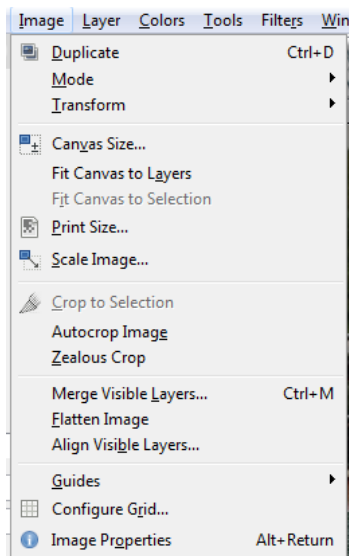 Image Layer Colors Tools Filters Win
Duplicate Ctrl+D
Mode
Transform
Canvas Size...
Fit Canvas to Layers
Fit Canvas to Selection
Print Size...
Scale Image...
Crop to Selection
Autocrop Image
Zealous Crop
Merge Visible Layers... Ctrl+M
Flatten Image
Align Visible Layers...
Guides
Configure Grid...
Image Properties Alt+Return